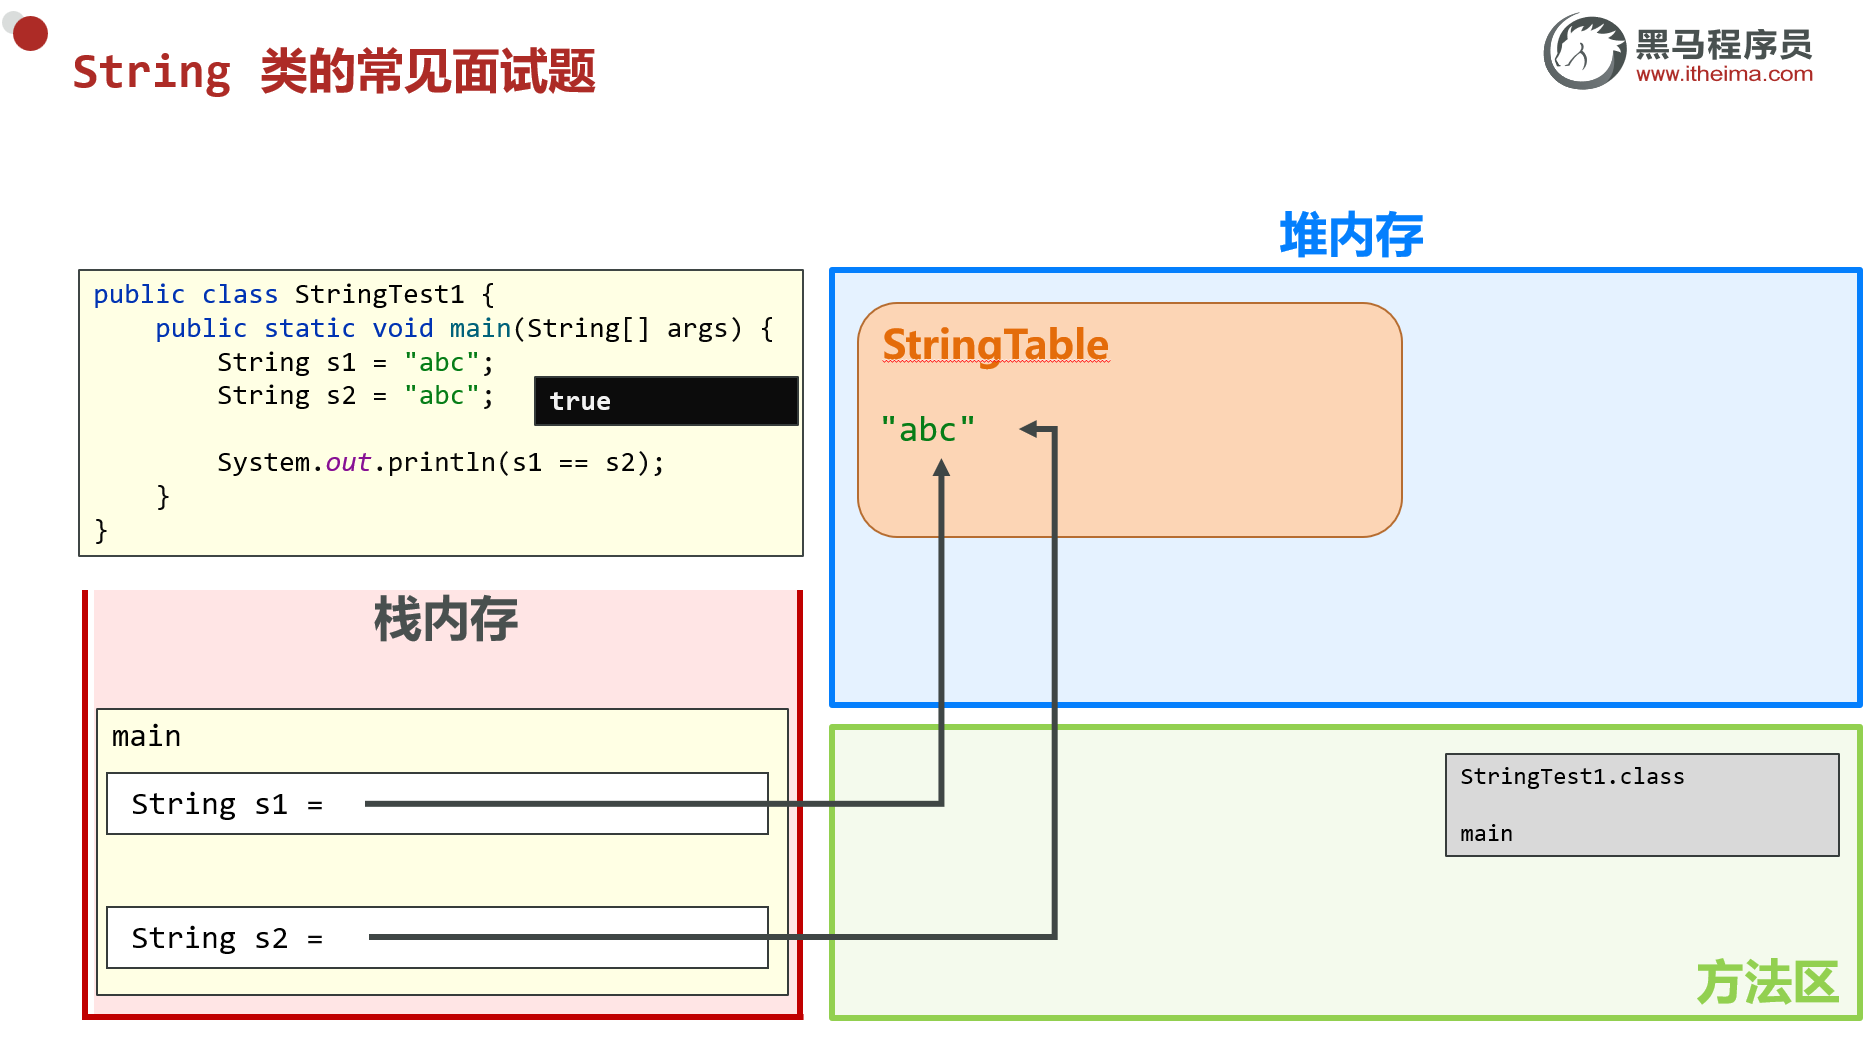 String 类的常见面试题
黑马程序员
www.itheima.com
堆内存
public class StringTest1 {
    public static void main(String[] args) {
        String s1 = "abc";
        String s2 = "abc";
true
        System.out.println(s1 == s2);
    }
}
StringTable
"abc"
栈内存
main
String s1 =
String s2 =
StringTest1.class
main
方法区